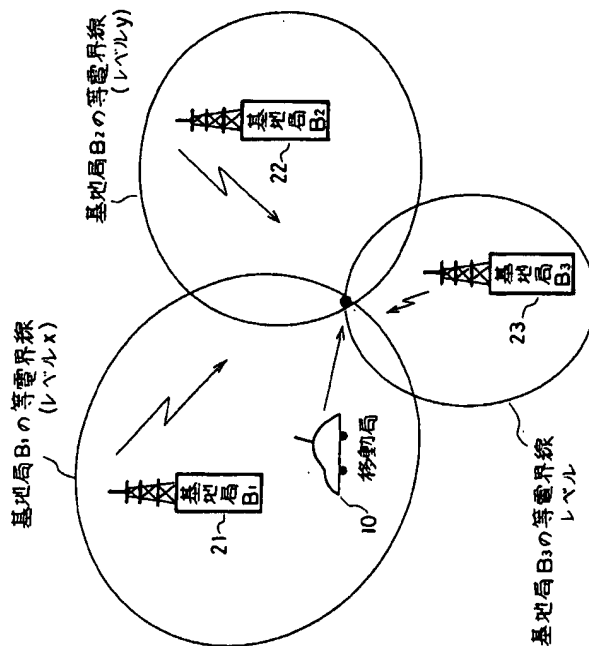 基地局B₁の等電界線
(レベルx)
基地局B₂の等電界線
(レベルy)
基地局
B₁
21
基地局
B₂
22
移動局
10
基地局
B₃
23
基地局B₃の等電界線
レベル